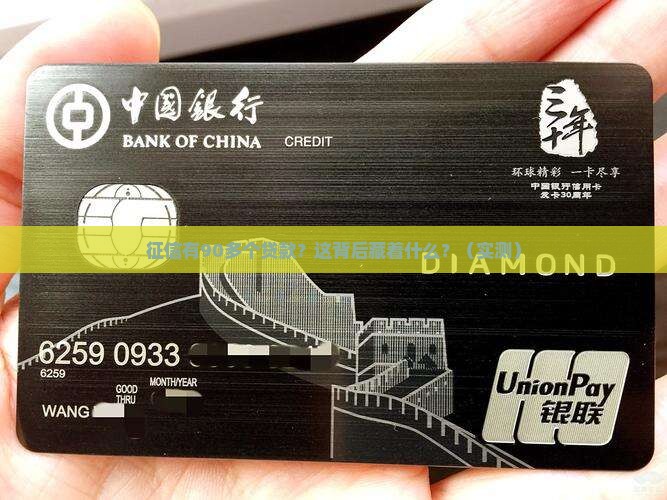 中國銀行
BANK OF CHINA
CREDIT
三十年
环球精彩 一卡尽享
中国银行信用卡
发卡30周年
征信有90多个贷款？这背后藏着什么？（实测）
DIAMOND
6259 0933
6259
GOOD THRU
MONTH/YEAR
WANG
UnionPay
银联